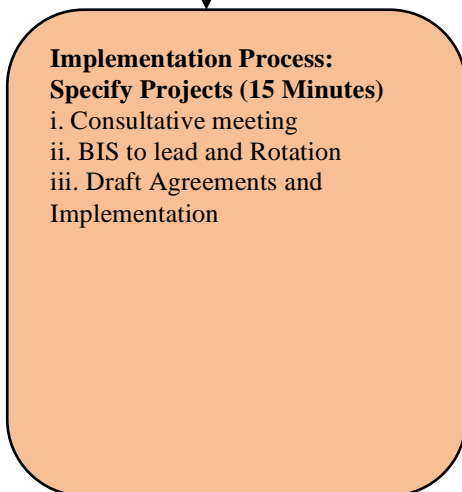 Implementation Process:
Specify Projects (15 Minutes)
i. Consultative meeting
ii. BIS to lead and Rotation
iii. Draft Agreements and
Implementation